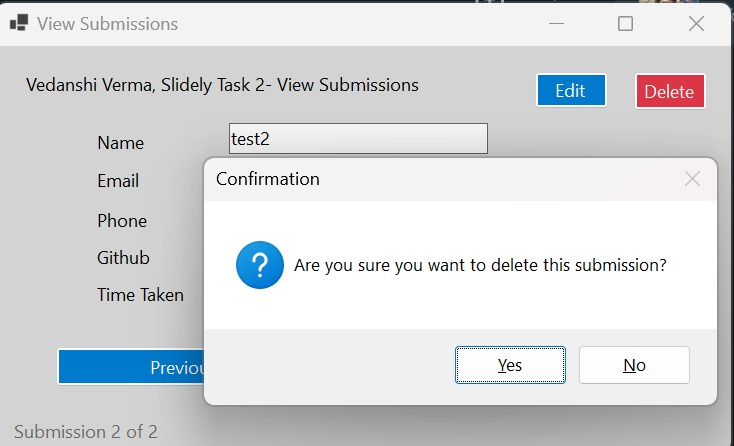 View Submissions
Vedanshi Verma, Slidely Task 2- View Submissions
Edit
Delete
Name
test2
Email
Phone
Github
Time Taken
Confirmation
Are you sure you want to delete this submission?
Yes
No
Submission 2 of 2